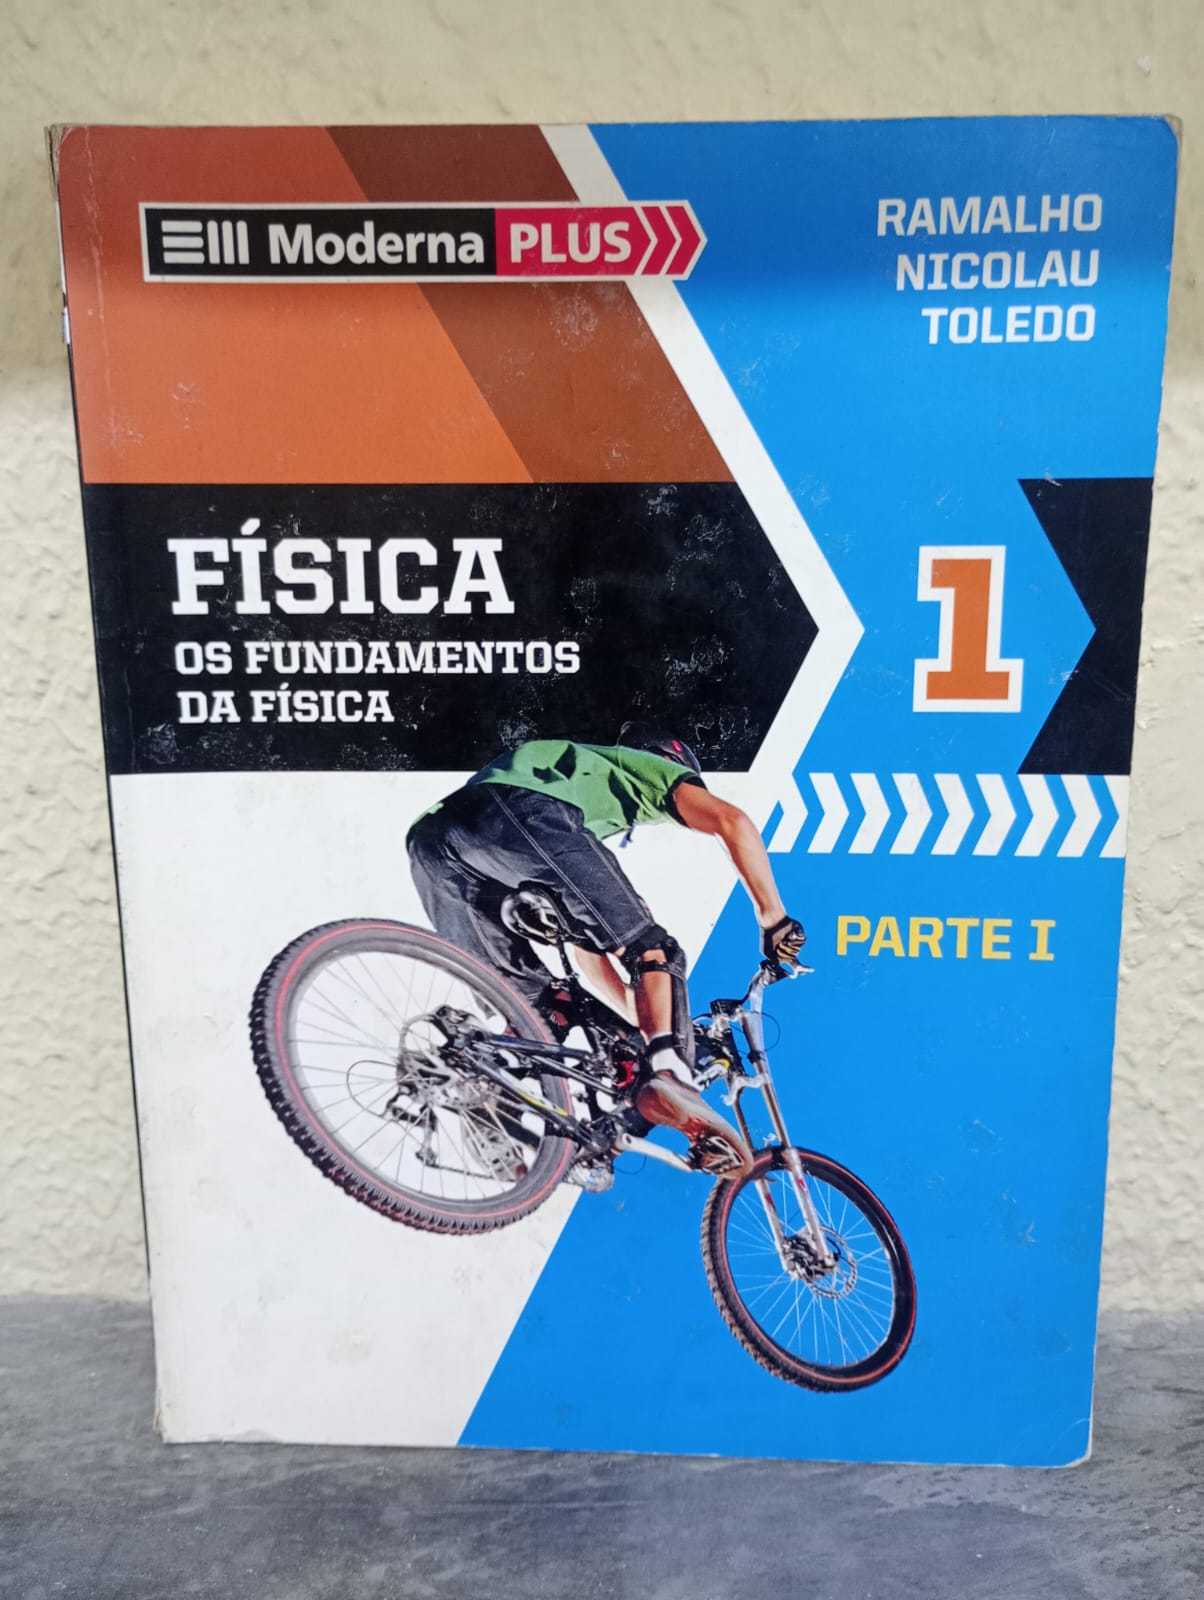 Moderna PLUS
RAMALHO
NICOLAU
TOLEDO
FÍSICA
OS FUNDAMENTOS
DA FÍSICA
1
PARTE I